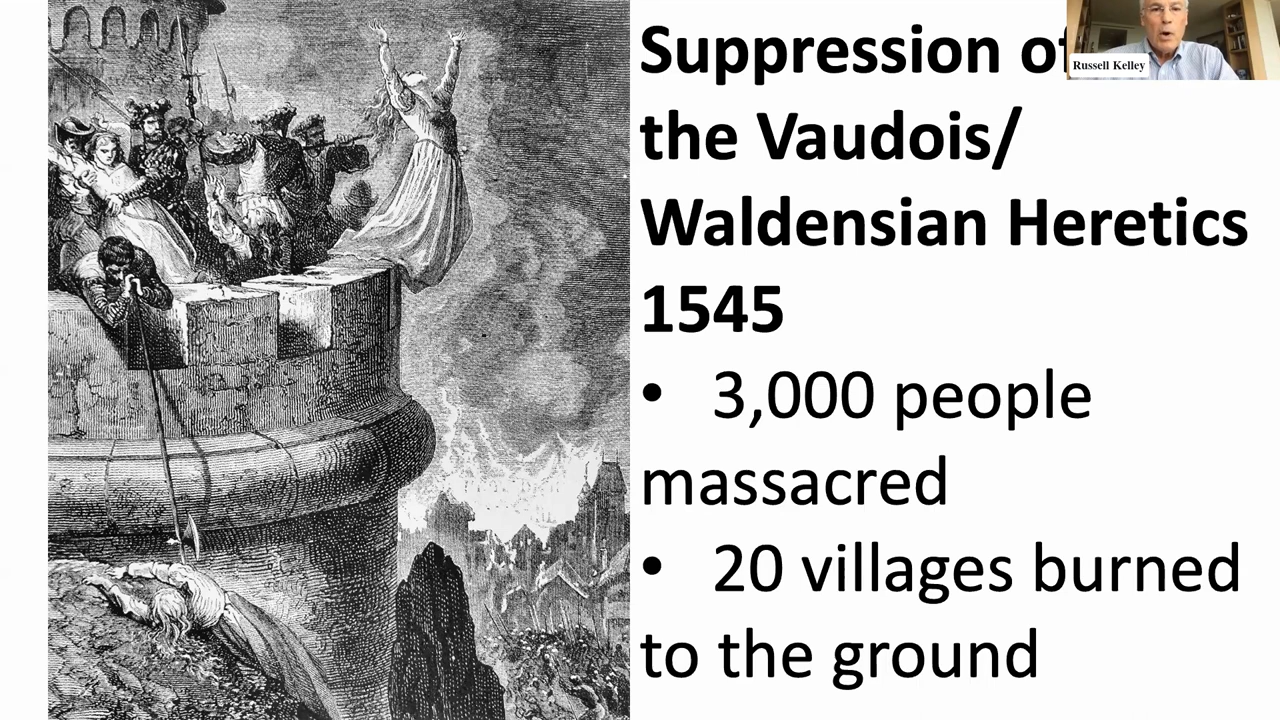 Suppression of
Russell Kelley
the Vaudois/
Waldensian Heretics
1545
• 3,000 people
massacred
• 20 villages burned
to the ground